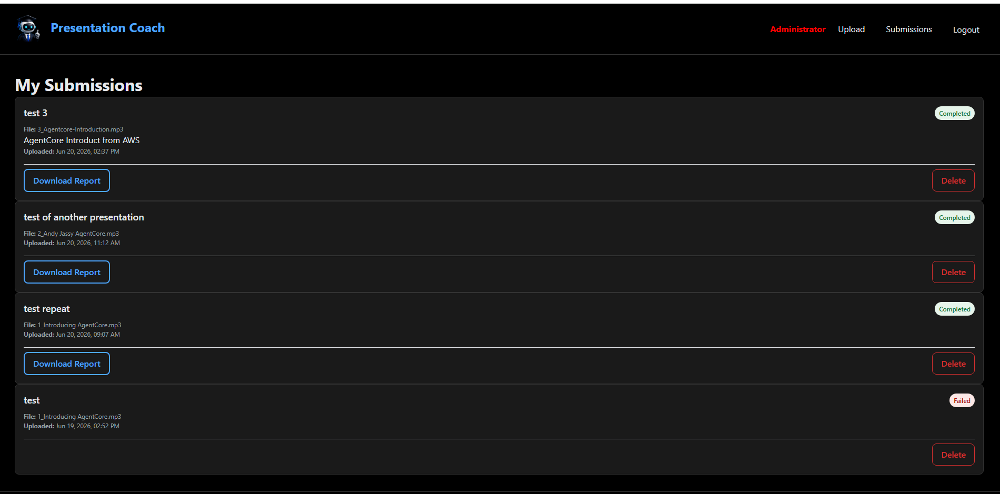 Presentation Coach
Administrator Upload Submissions Logout
My Submissions
test 3 Completed
File: 3_Agentcore-Introduction.mp3
AgentCore Introduct from AWS
Uploaded: Jun 20, 2026, 02:37 PM
Download Report Delete
test of another presentation Completed
File: 2_Andy Jassy AgentCore.mp3
Uploaded: Jun 20, 2026, 11:12 AM
Download Report Delete
test repeat Completed
File: 1_Introducing AgentCore.mp3
Uploaded: Jun 20, 2026, 09:07 AM
Download Report Delete
test Failed
File: 1_Introducing AgentCore.mp3
Uploaded: Jun 19, 2026, 02:52 PM
Delete